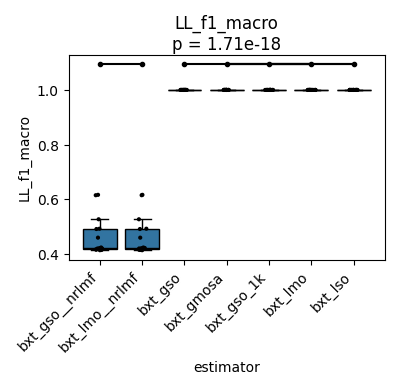 LL_f1_macro
p = 1.71e-18
LL_f1_macro
1.0
0.8
0.6
0.4
bxt_gso__nrlmf
bxt_lmo__nrlmf
bxt_gso
bxt_gmosa
bxt_gso_1k
bxt_lmo
bxt_lso
estimator